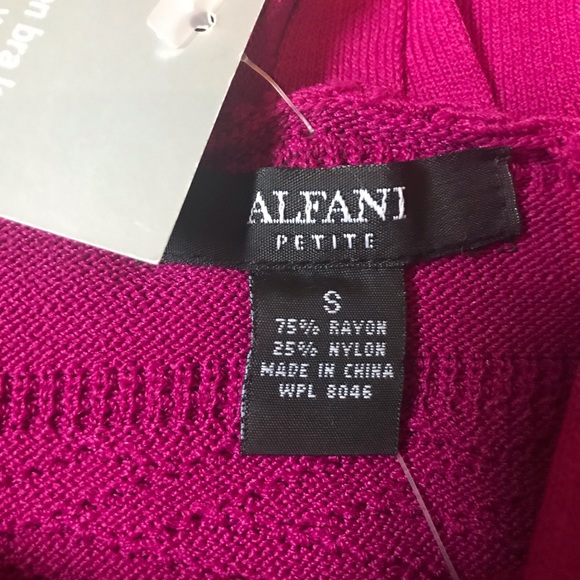 ALFANI
PETITE
S
75% RAYON
25% NYLON
MADE IN CHINA
WPL 8046